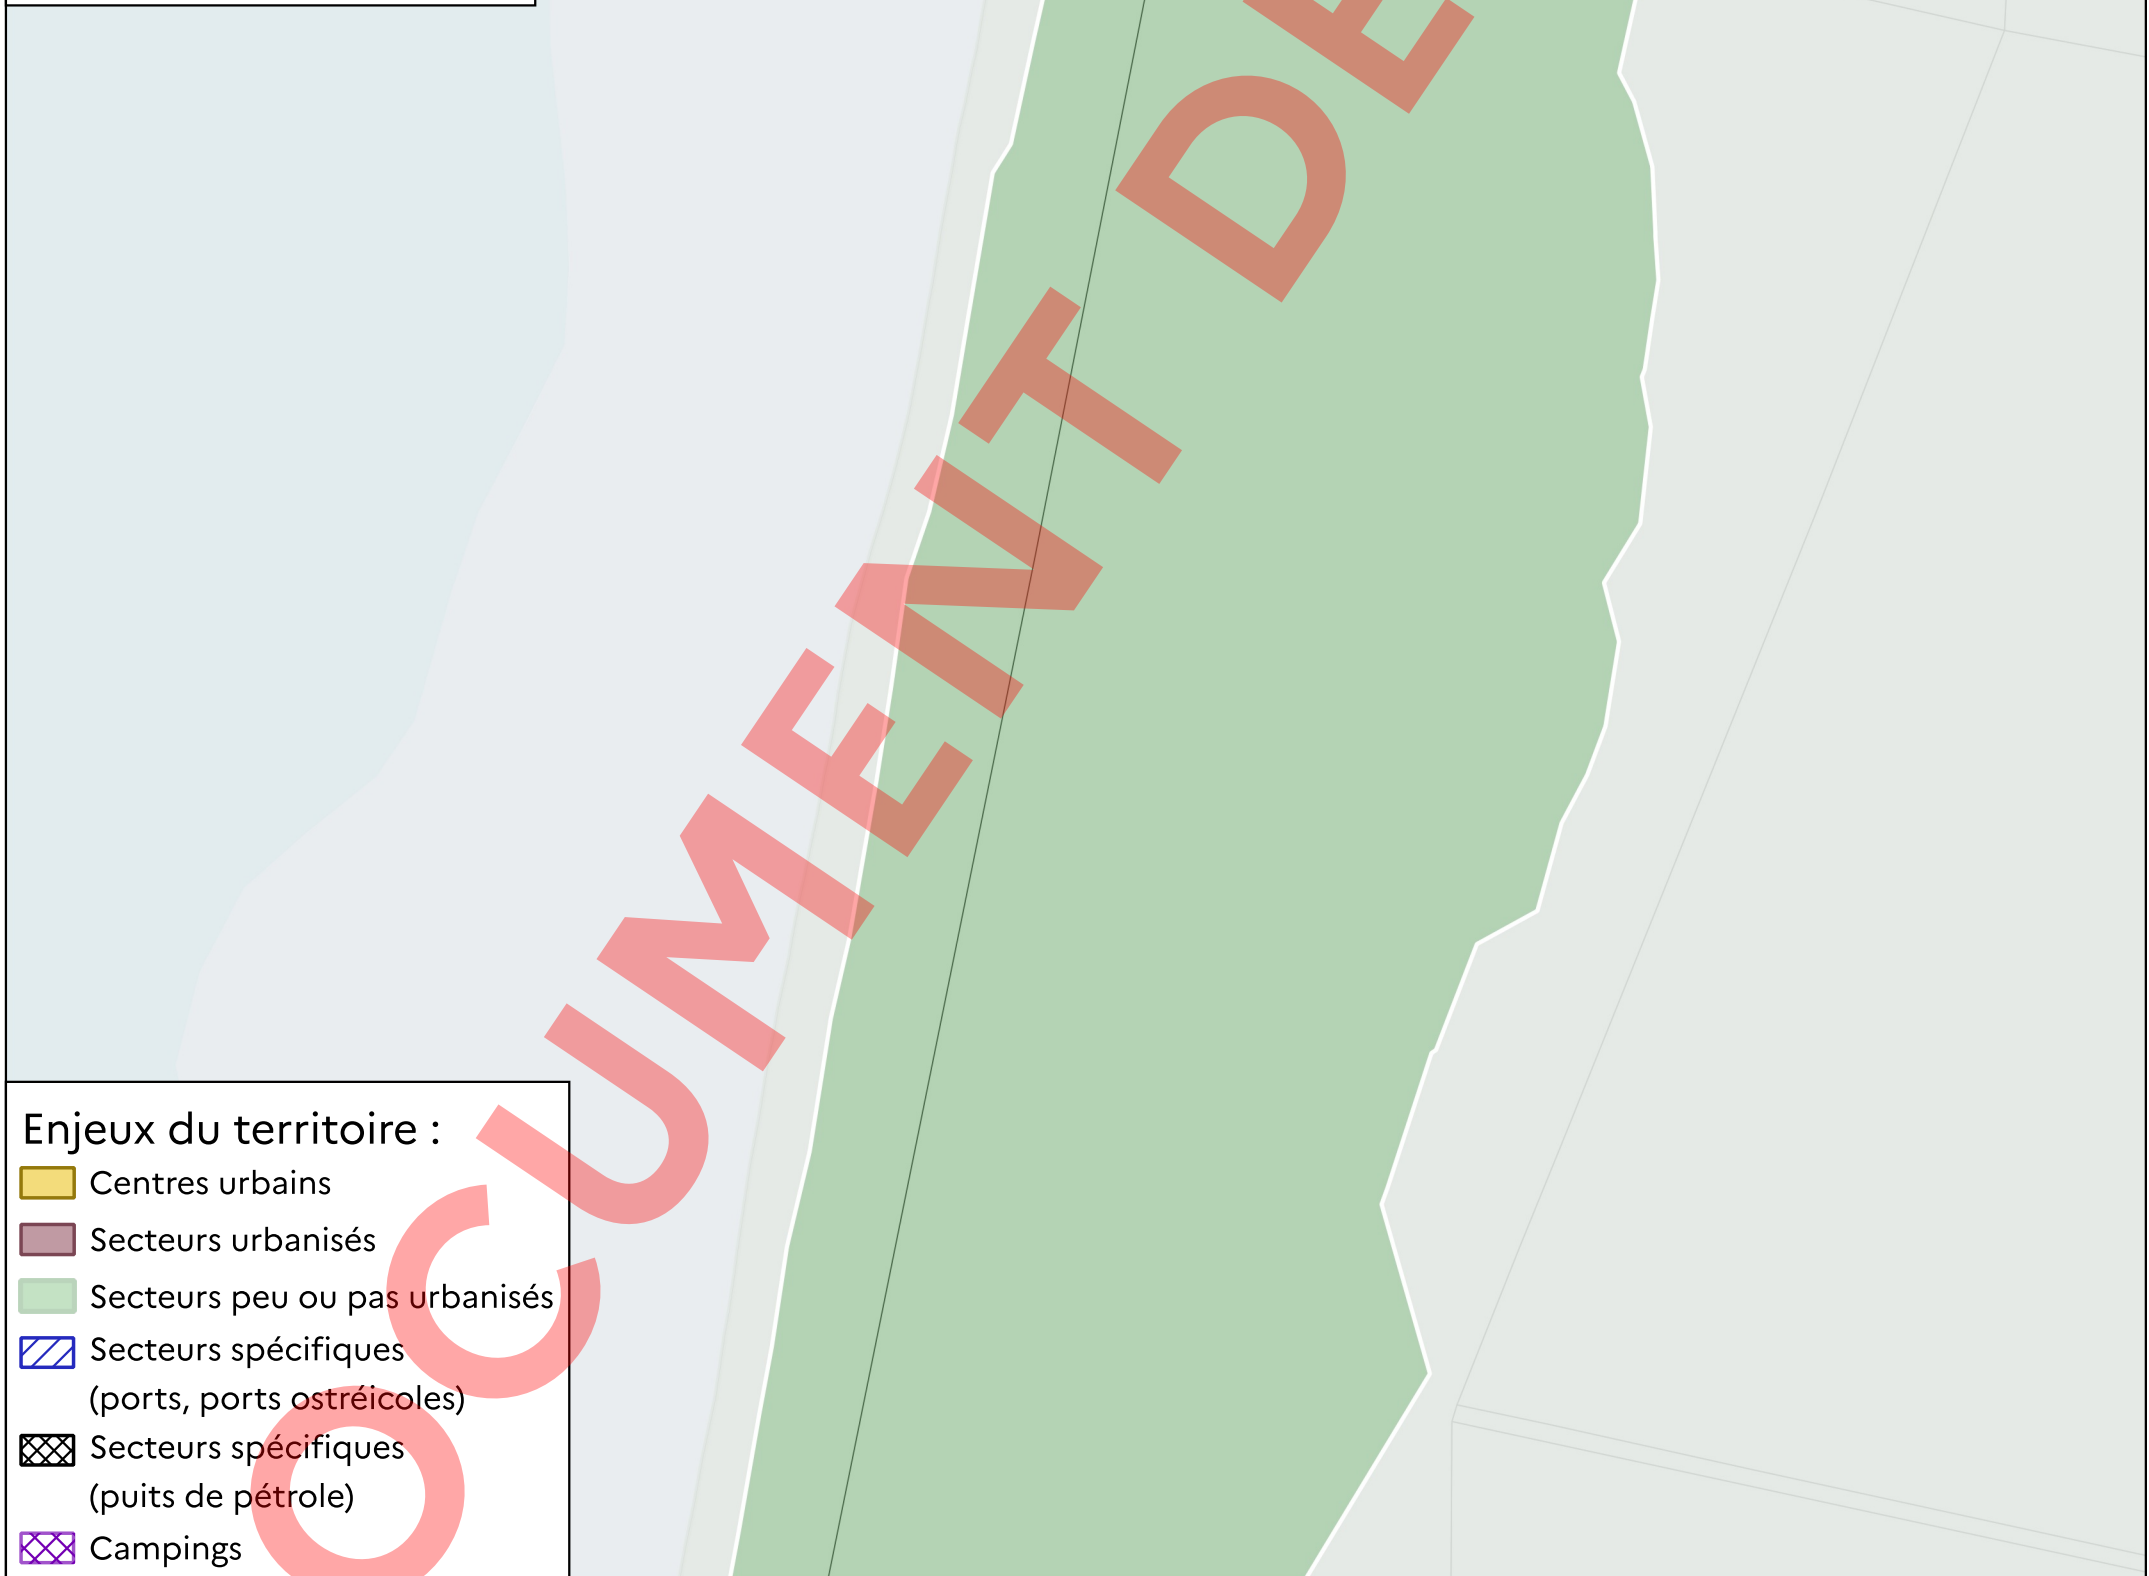 OCUMENT DE
Enjeux du territoire :
Centres urbains
Secteurs urbanisés
Secteurs peu ou pas urbanisés
Secteurs spécifiques
(ports, ports ostréicoles)
Secteurs spécifiques
(puits de pétrole)
Campings